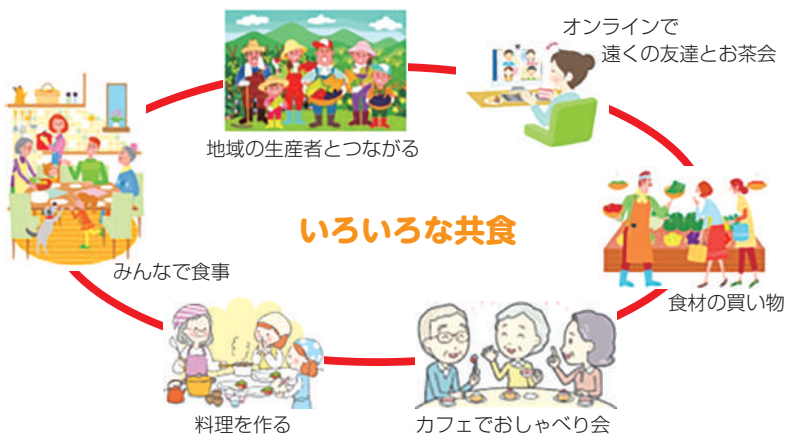 オンラインで
遠くの友達とお茶会
地域の生産者とつながる
いろいろな共食
みんなで食事
食材の買い物
料理を作る
カフェでおしゃべり会